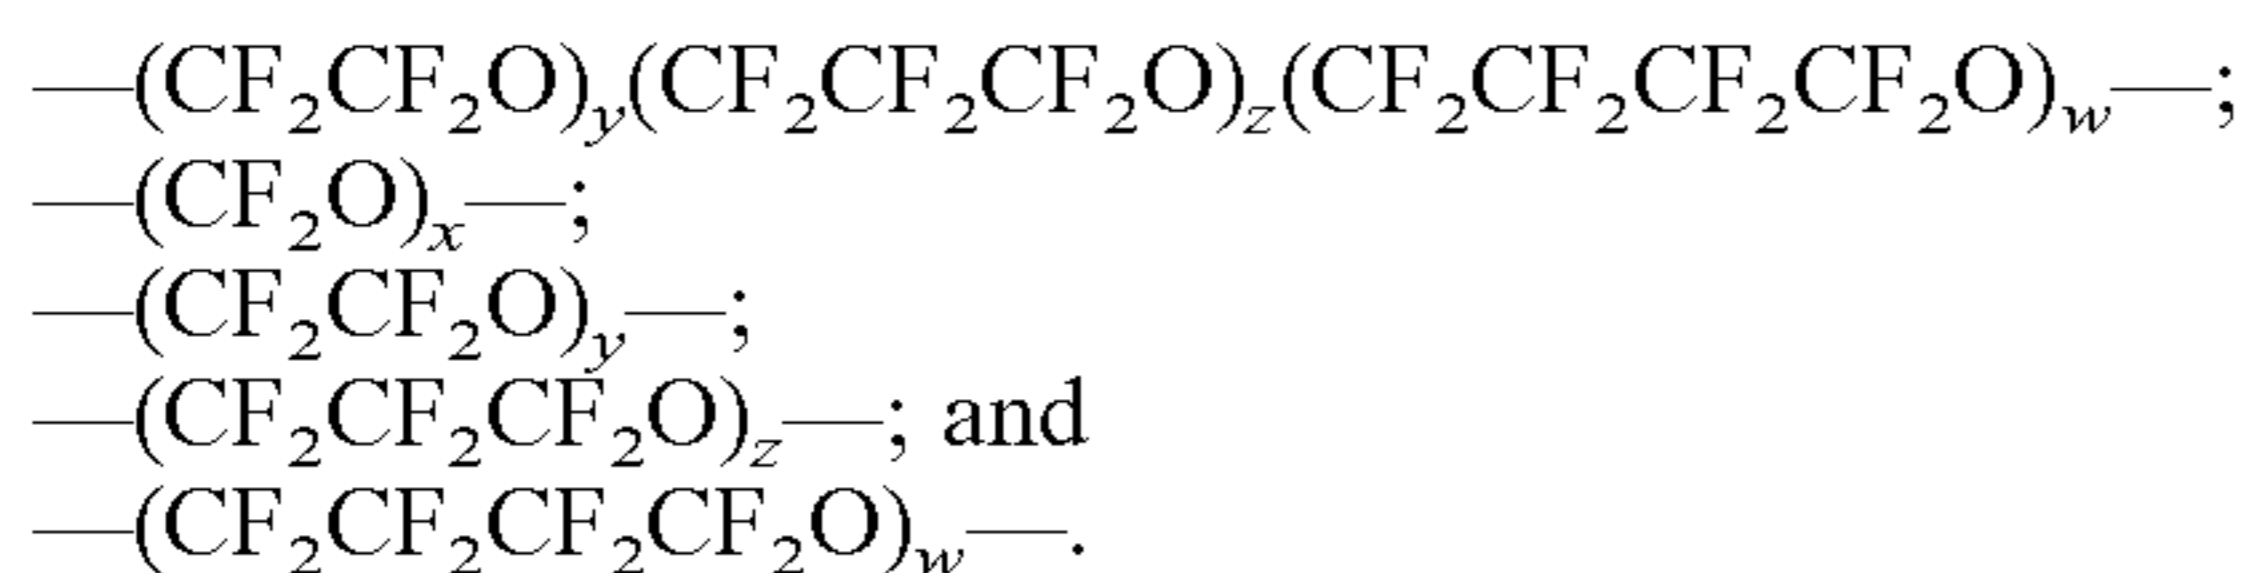 —(CF₂CF₂O)y(CF₂CF₂CF₂O)z(CF₂CF₂CF₂CF₂O)w—;
—(CF₂O)x—;
—(CF₂CF₂O)y—;
—(CF₂CF₂CF₂O)z—; and
—(CF₂CF₂CF₂CF₂O)w—.